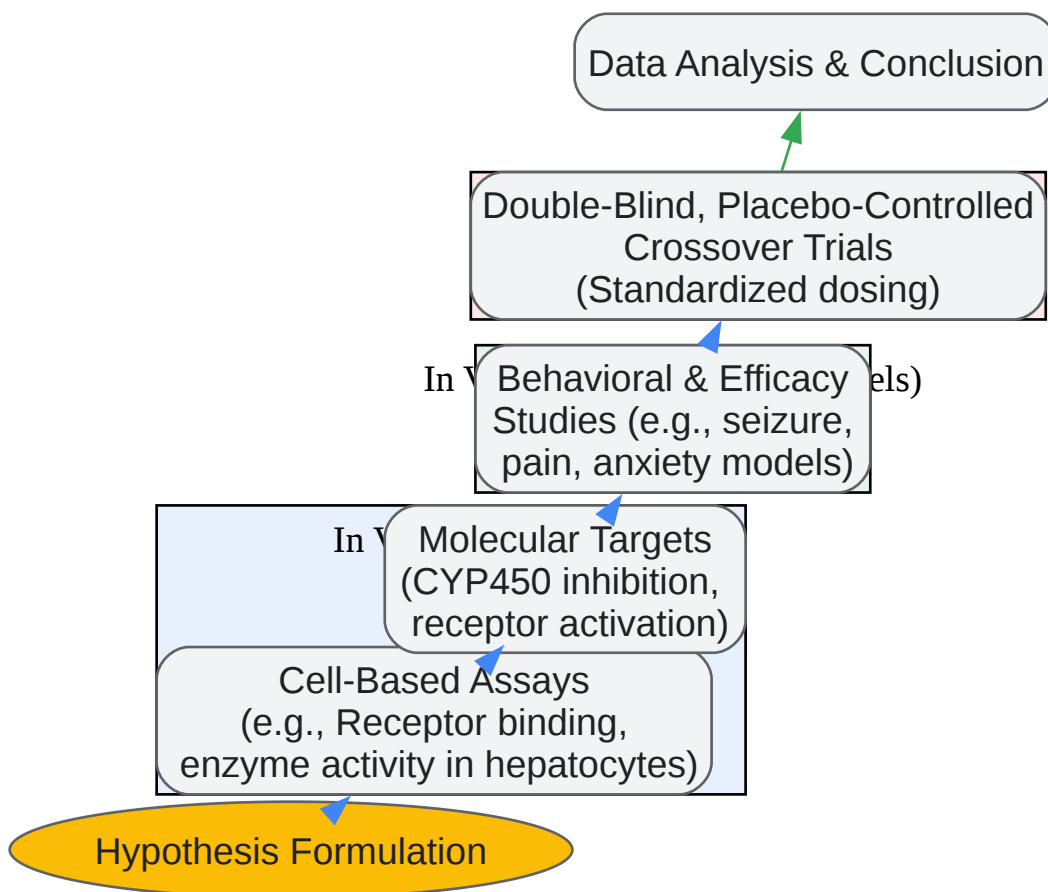 Data Analysis & Conclusion
Double-Blind, Placebo-Controlled
Crossover Trials
(Standardized dosing)
In
els)
Behavioral & Efficacy
Studies (e.g., seizure,
pain, anxiety models)
In
Molecular Targets
(CYP450 inhibition,
receptor activation)
Cell-Based Assays
(e.g., Receptor binding,
enzyme activity in hepatocytes)
Hypothesis Formulation